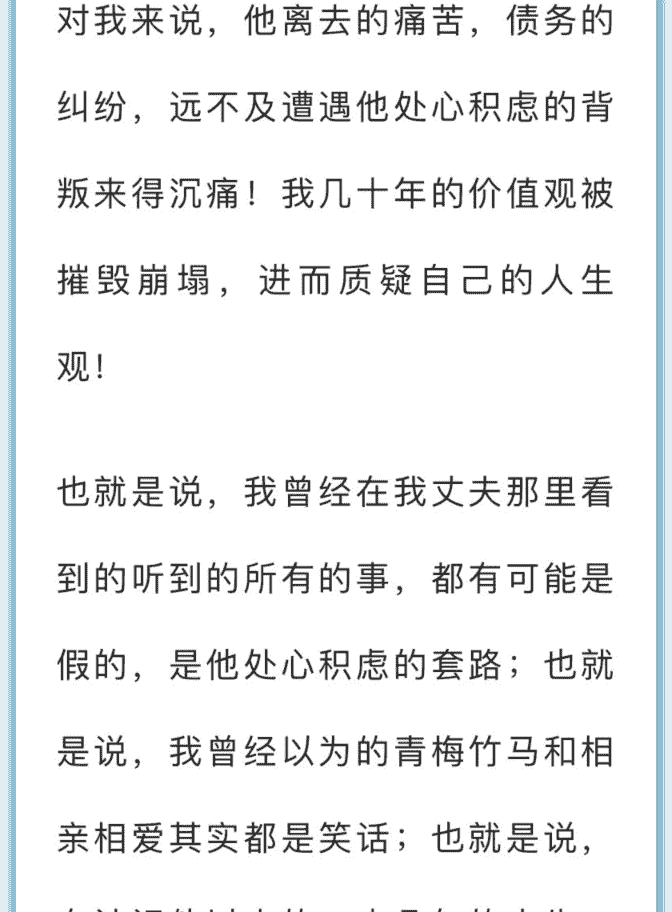 对我来说，他离去的痛苦，债务的
纠纷，远不及遭遇他处心积虑的背
叛来得沉痛！我几十年的价值观被
摧毁崩塌，进而质疑自己的人生
观！
也就是说，我曾经在我丈夫那里看
到的听到的所有的事，都有可能是
假的，是他处心积虑的套路；也就
是说，我曾经以为的青梅竹马和相
亲相爱其实都是笑话；也就是说，